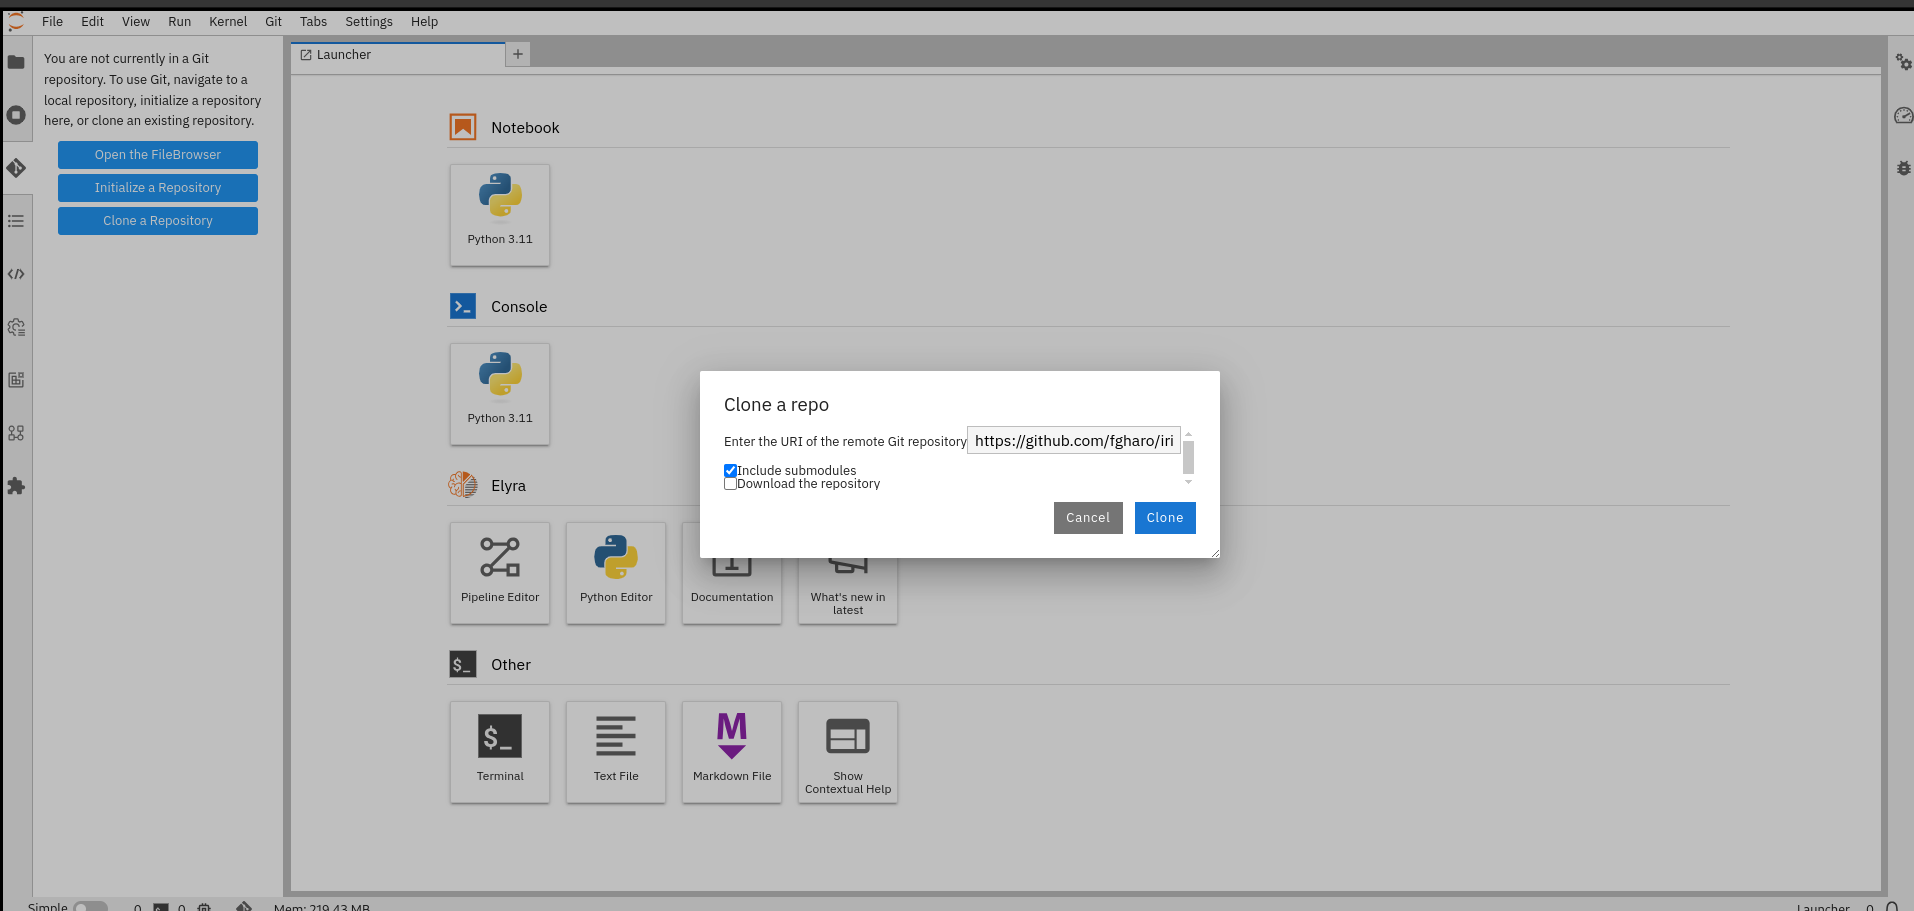 File Edit View Run Kernel Git Tabs Settings Help
You are not currently in a Git
repository. To use Git, navigate to a
local repository, initialize a repository
here, or clone an existing repository.
Open the FileBrowser
Initialize a Repository
Clone a Repository
Launcher
Notebook
Python 3.11
Console
Python 3.11
Clone a repo
Enter the URI of the remote Git repository https://github.com/fgharo/iri
Include submodules
Download the repository
Cancel Clone
Elyra
Pipeline Editor
Python Editor
Documentation
What's new in
latest
Other
$_
$_
Terminal
Text File
M
Markdown File
Show
Contextual Help
Simple 0 $_ 0 Mem: 219.43 MB Launcher 0